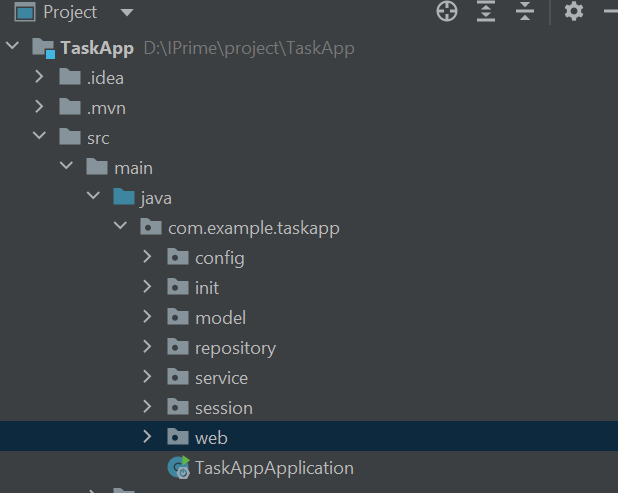 Project
TaskApp D:\IPrime\project\TaskApp
.idea
.mvn
src
main
java
com.example.taskapp
config
init
model
repository
service
session
web
TaskAppApplication